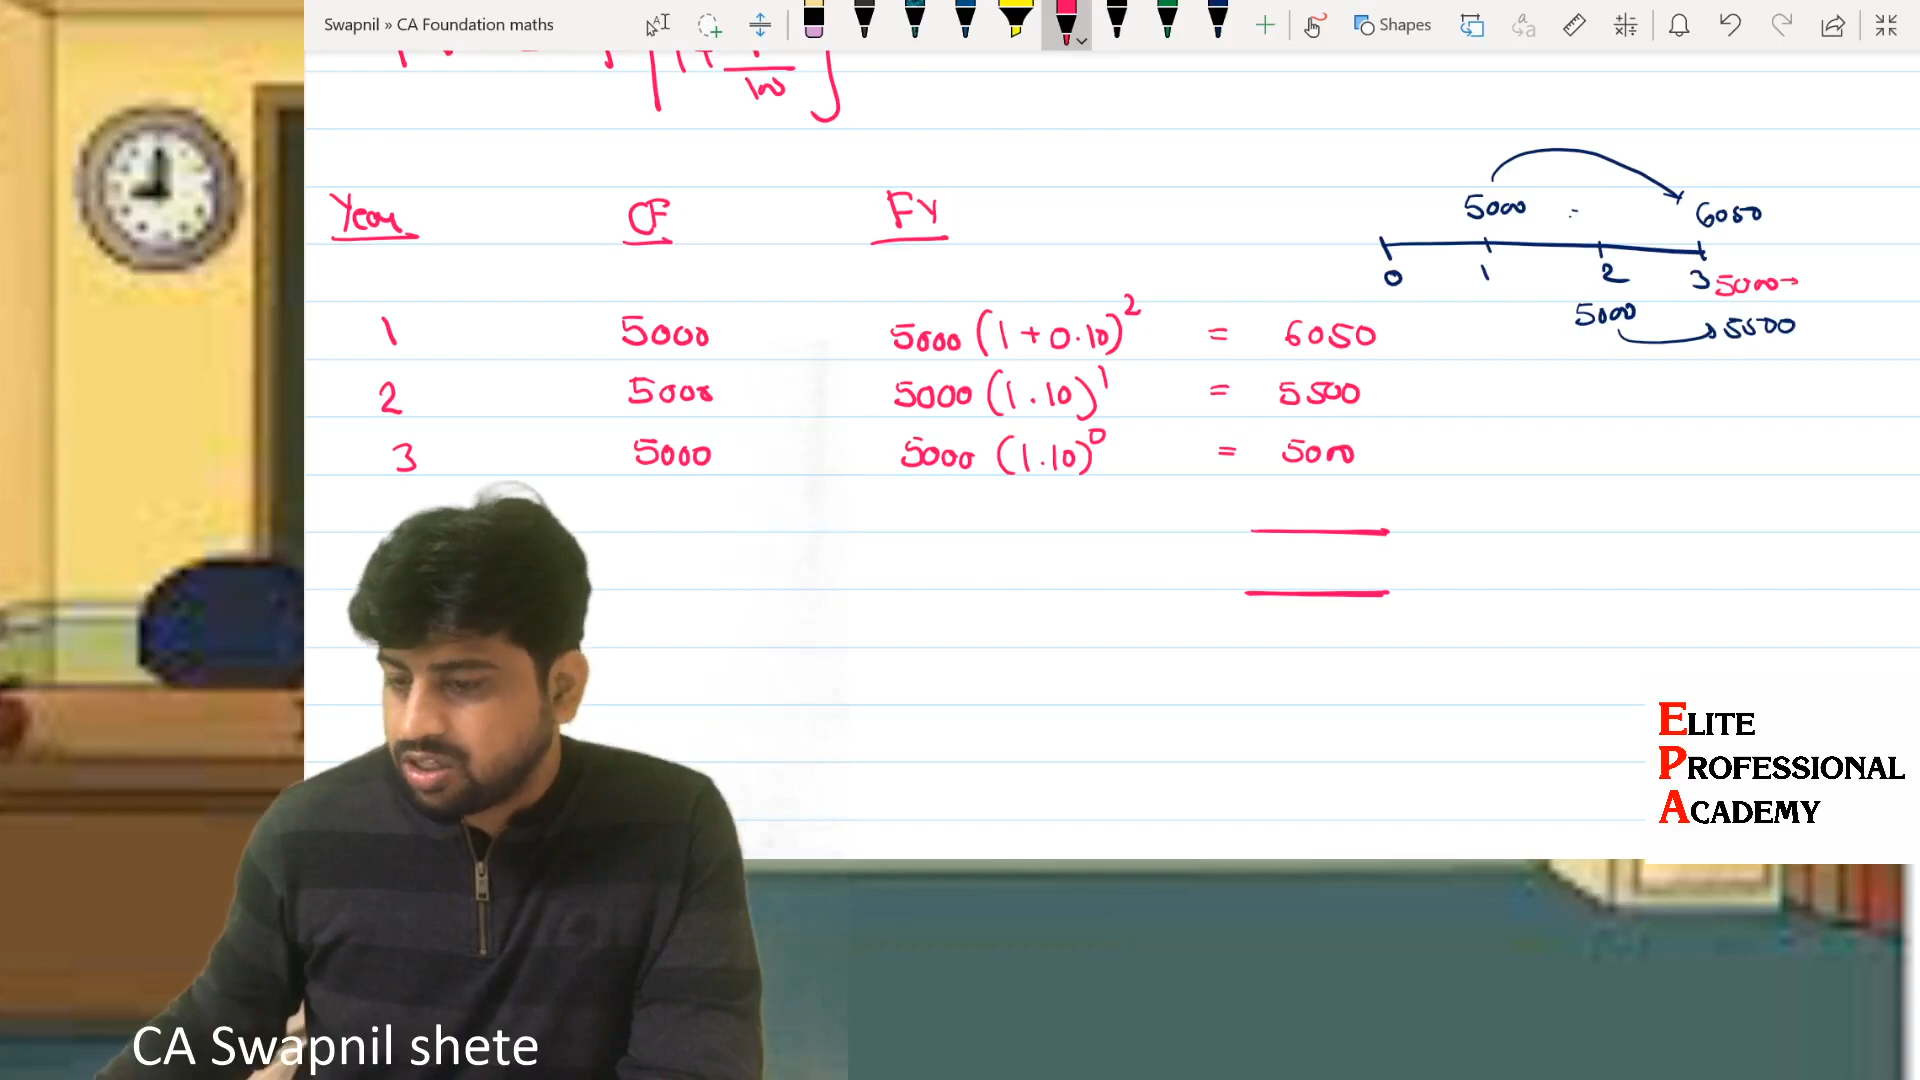 Swapnil » CA Foundation maths
Shapes
100
Year CF FV
1 5000 5000 (1 + 0.10)2 = 6050
2 5000 5000 (1.10)1 = 5500
3 5000 5000 (1.10)0 = 5000
5000 6050
0 1 2 3 5000
5000 5500
ELITE
PROFESSIONAL
ACADEMY
CA Swapnil shete